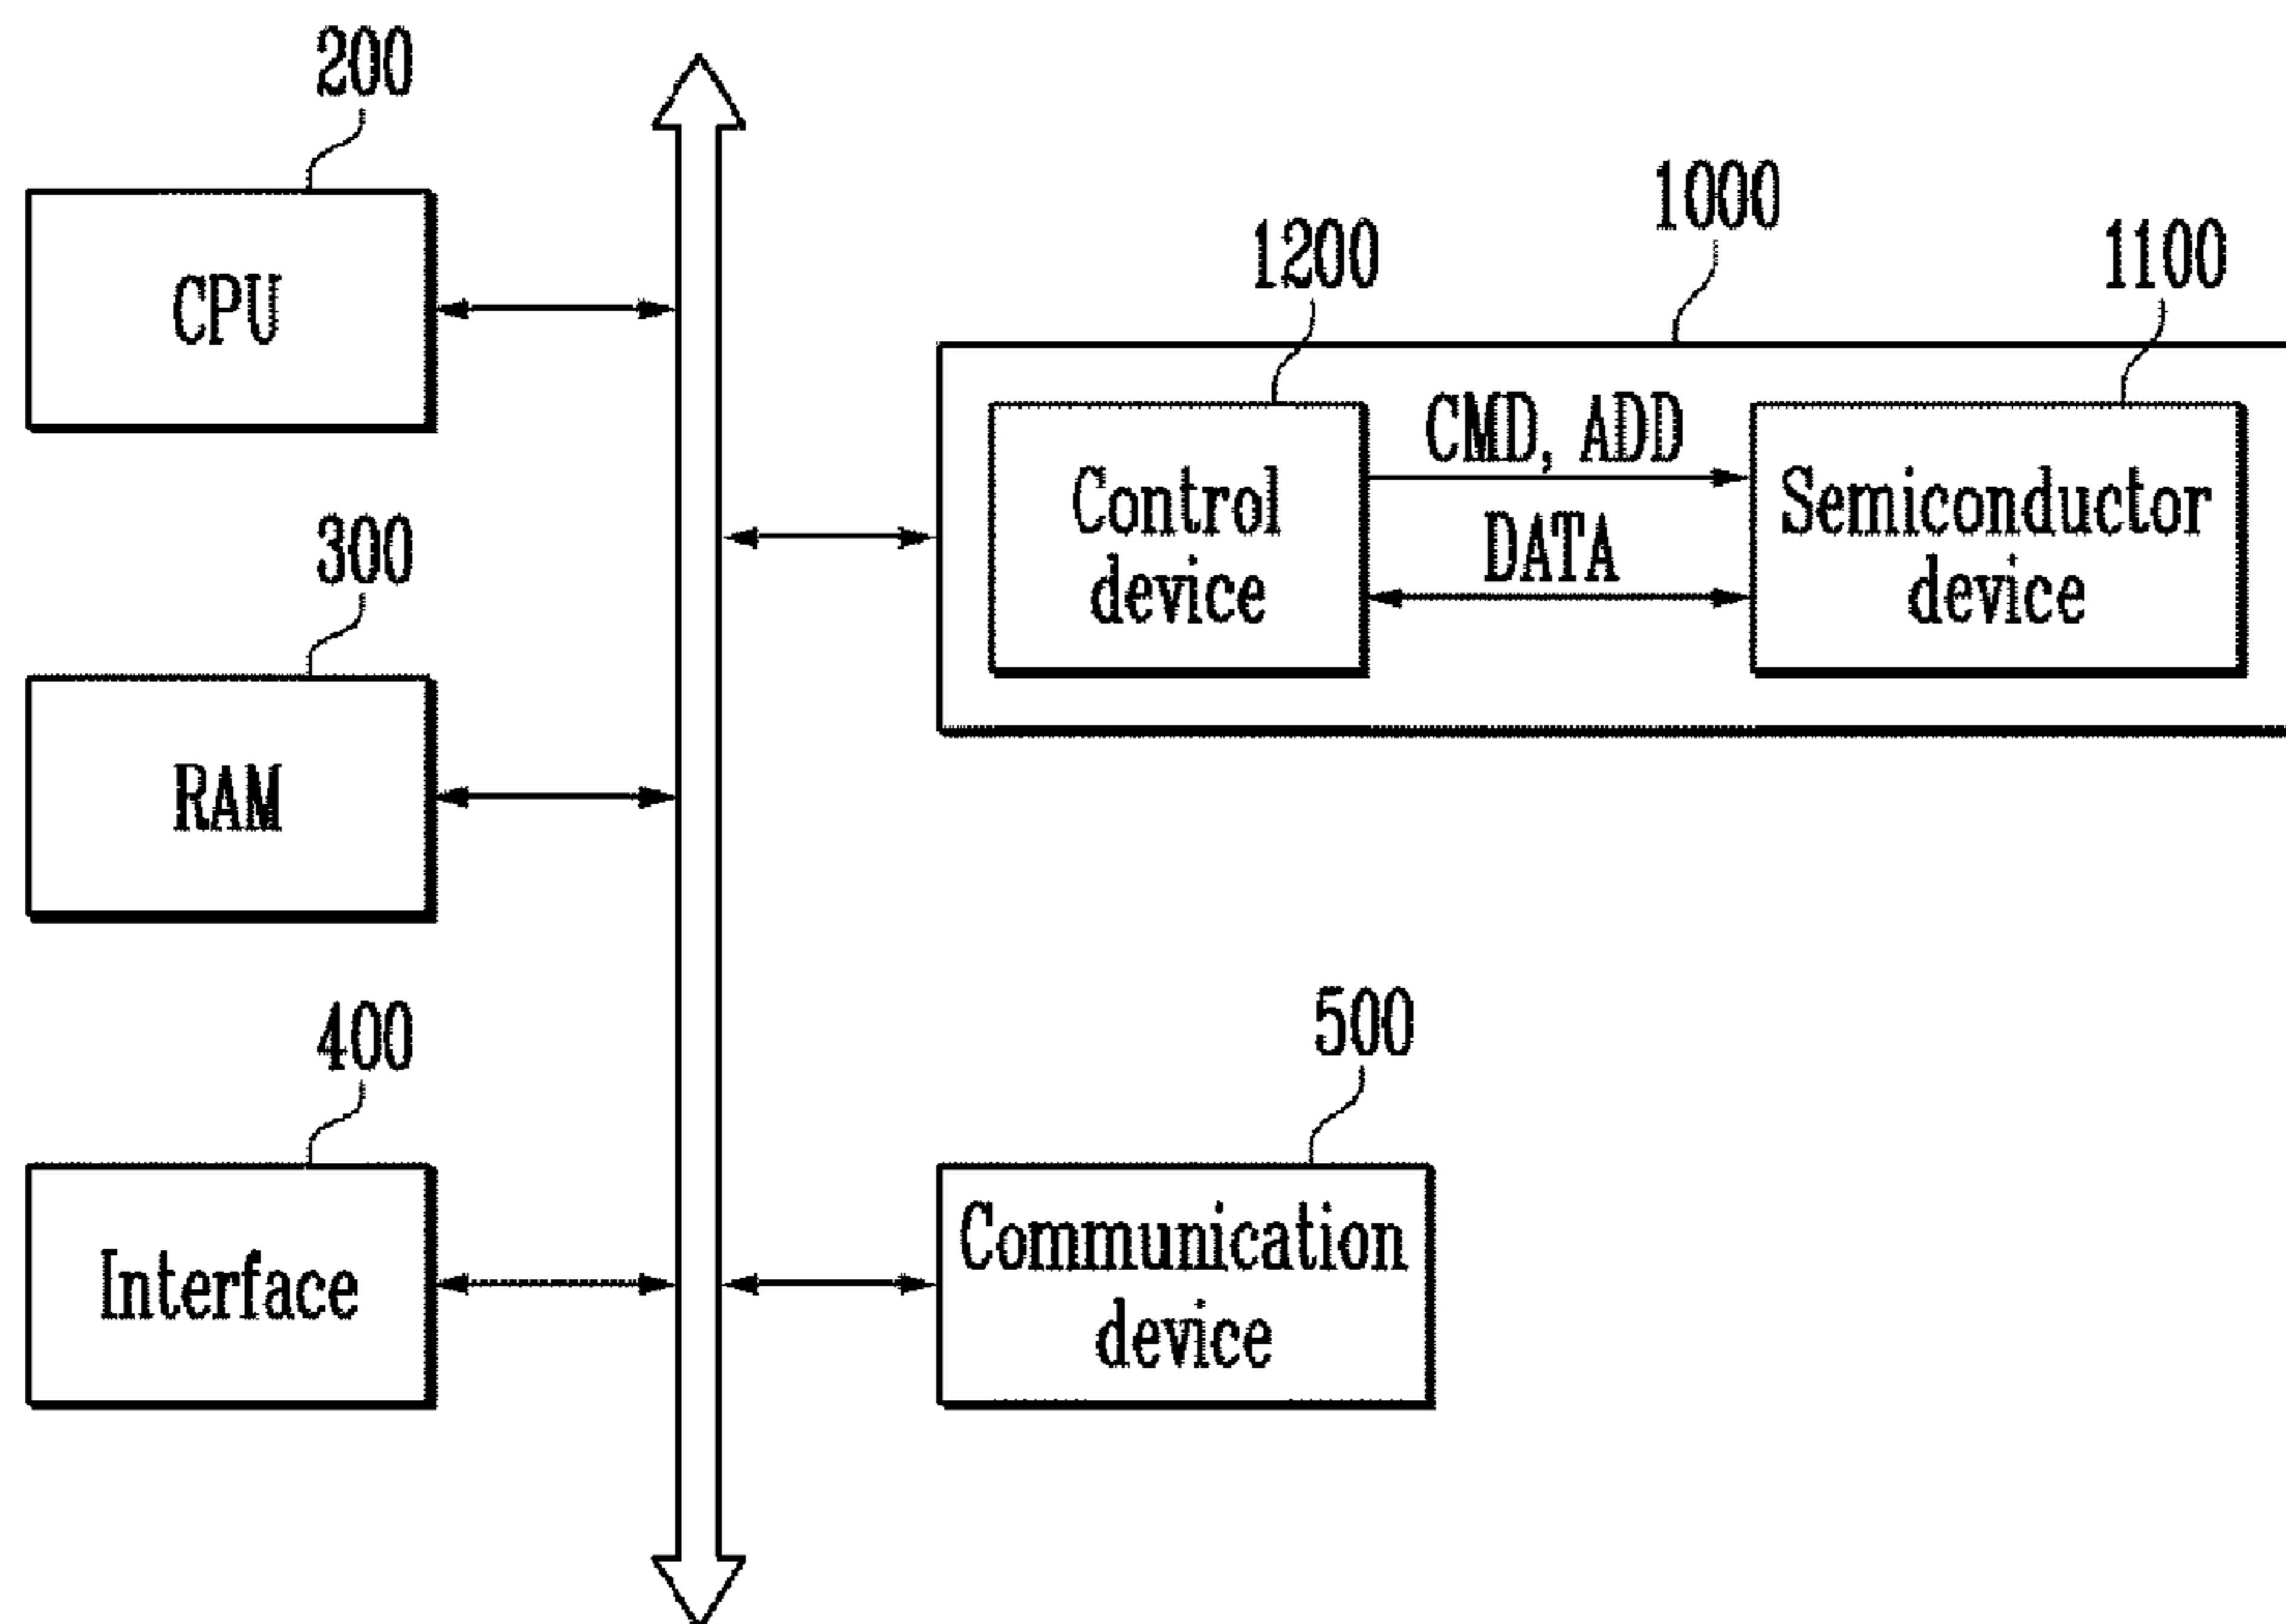 200
CPU
300
RAM
400
Interface
1000
1200
1100
CMD, ADD
Control
device
DATA
Semiconductor
device
500
Communication
device